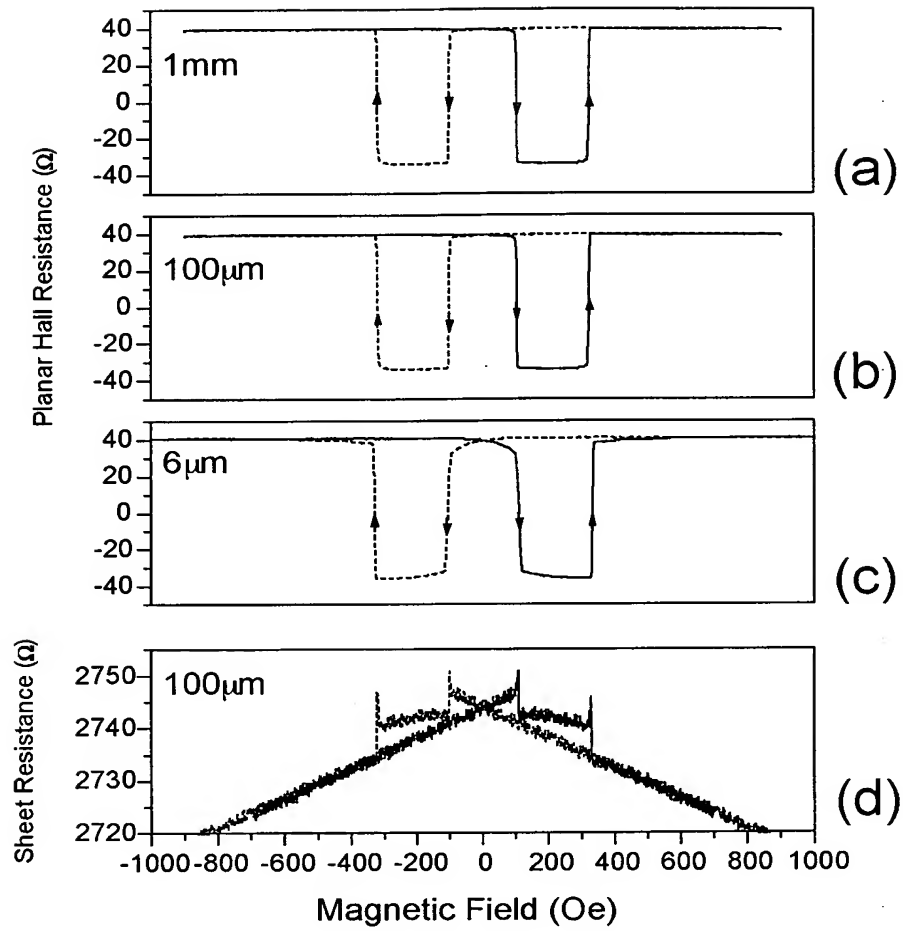 40
20
0
-20
-40
1mm
(a)
40
20
0
-20
-40
100μm
(b)
40
20
0
-20
-40
6μm
(c)
Planar Hall Resistance (Ω)
2750
2740
2730
2720
100μm
(d)
Sheet Resistance (Ω)
-1000 -800 -600 -400 -200 0 200 400 600 800 1000
Magnetic Field (Oe)